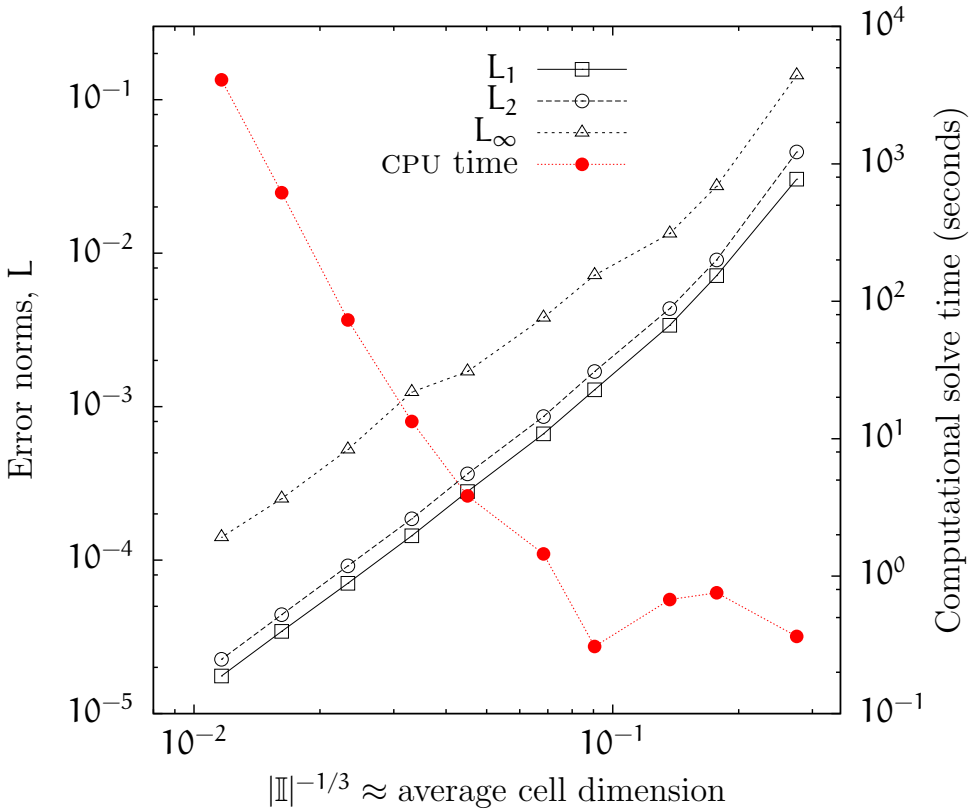 L₁
L₂
L∞
CPU time
10⁻¹
10⁻²
10⁻³
10⁻⁴
10⁻⁵
Error norms, L
10⁴
10³
10²
10¹
10⁰
10⁻¹
Computational solve time (seconds)
10⁻² 10⁻¹
|𝕀|⁻¹/³ ≈ average cell dimension